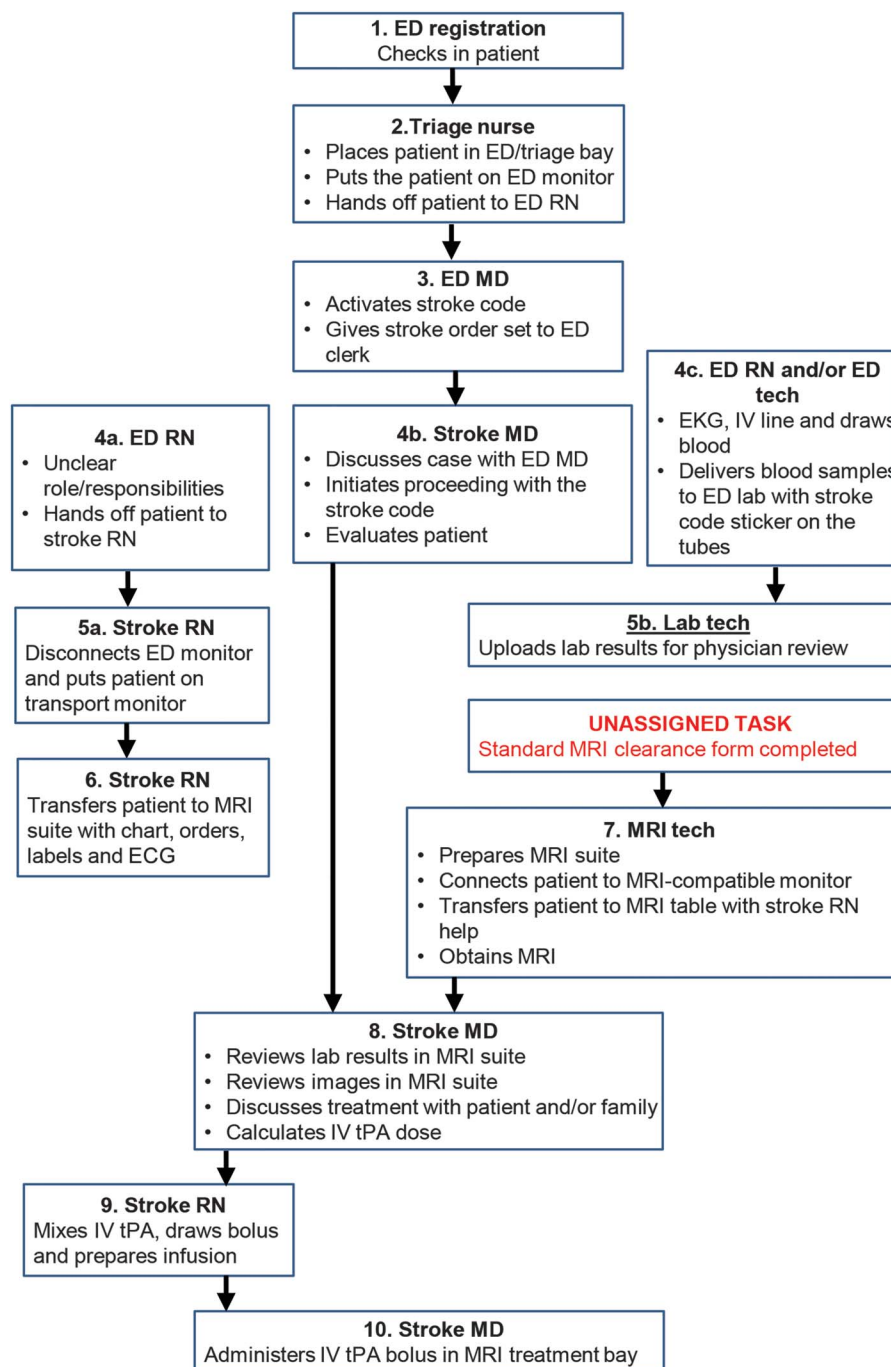 1. ED registration
Checks in patient
2.Triage nurse
• Places patient in ED/triage bay
• Puts the patient on ED monitor
• Hands off patient to ED RN
3. ED MD
• Activates stroke code
• Gives stroke order set to ED
clerk
4a. ED RN
• Unclear
role/responsibilities
• Hands off patient to
stroke RN
4b. Stroke MD
• Discusses case with ED MD
• Initiates proceeding with the
stroke code
• Evaluates patient
4c. ED RN and/or ED
tech
• EKG, IV line and draws
blood
• Delivers blood samples
to ED lab with stroke
code sticker on the
tubes
5a. Stroke RN
Disconnects ED monitor
and puts patient on
transport monitor
5b. Lab tech
Uploads lab results for physician review
UNASSIGNED TASK
Standard MRI clearance form completed
6. Stroke RN
Transfers patient to MRI
suite with chart, orders,
labels and ECG
7. MRI tech
• Prepares MRI suite
• Connects patient to MRI-compatible monitor
• Transfers patient to MRI table with stroke RN
help
• Obtains MRI
8. Stroke MD
• Reviews lab results in MRI suite
• Reviews images in MRI suite
• Discusses treatment with patient and/or family
• Calculates IV tPA dose
9. Stroke RN
Mixes IV tPA, draws bolus
and prepares infusion
10. Stroke MD
Administers IV tPA bolus in MRI treatment bay